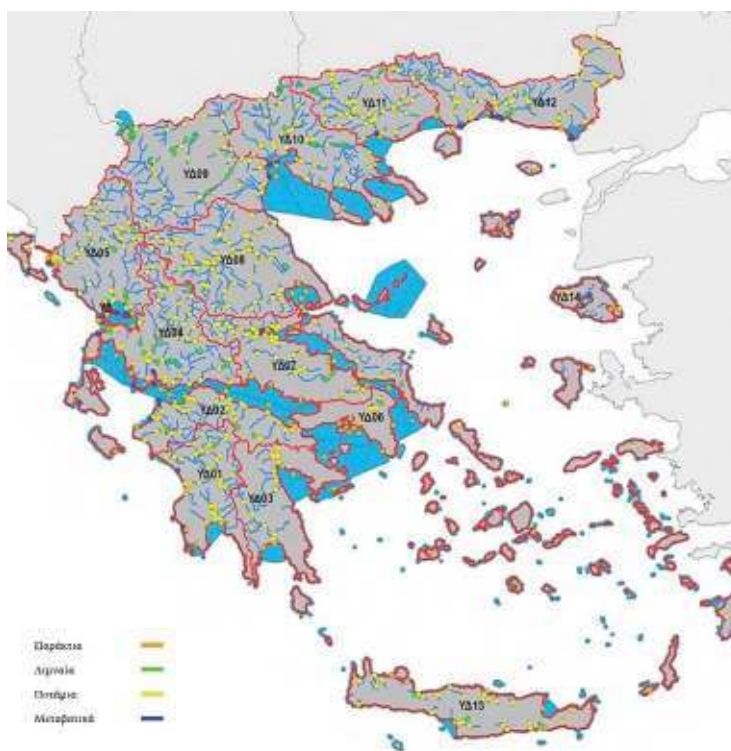 ΥΔ12
ΥΔ11
ΥΔ10
ΥΔ09
ΥΔ05
ΥΔ08
ΥΔ14
ΥΔ04
ΥΔ07
ΥΔ02
ΥΔ06
ΥΔ01
ΥΔ03
Παράκτια
Λιμναία
Ποτάμια
Μεταβατικά
ΥΔ13